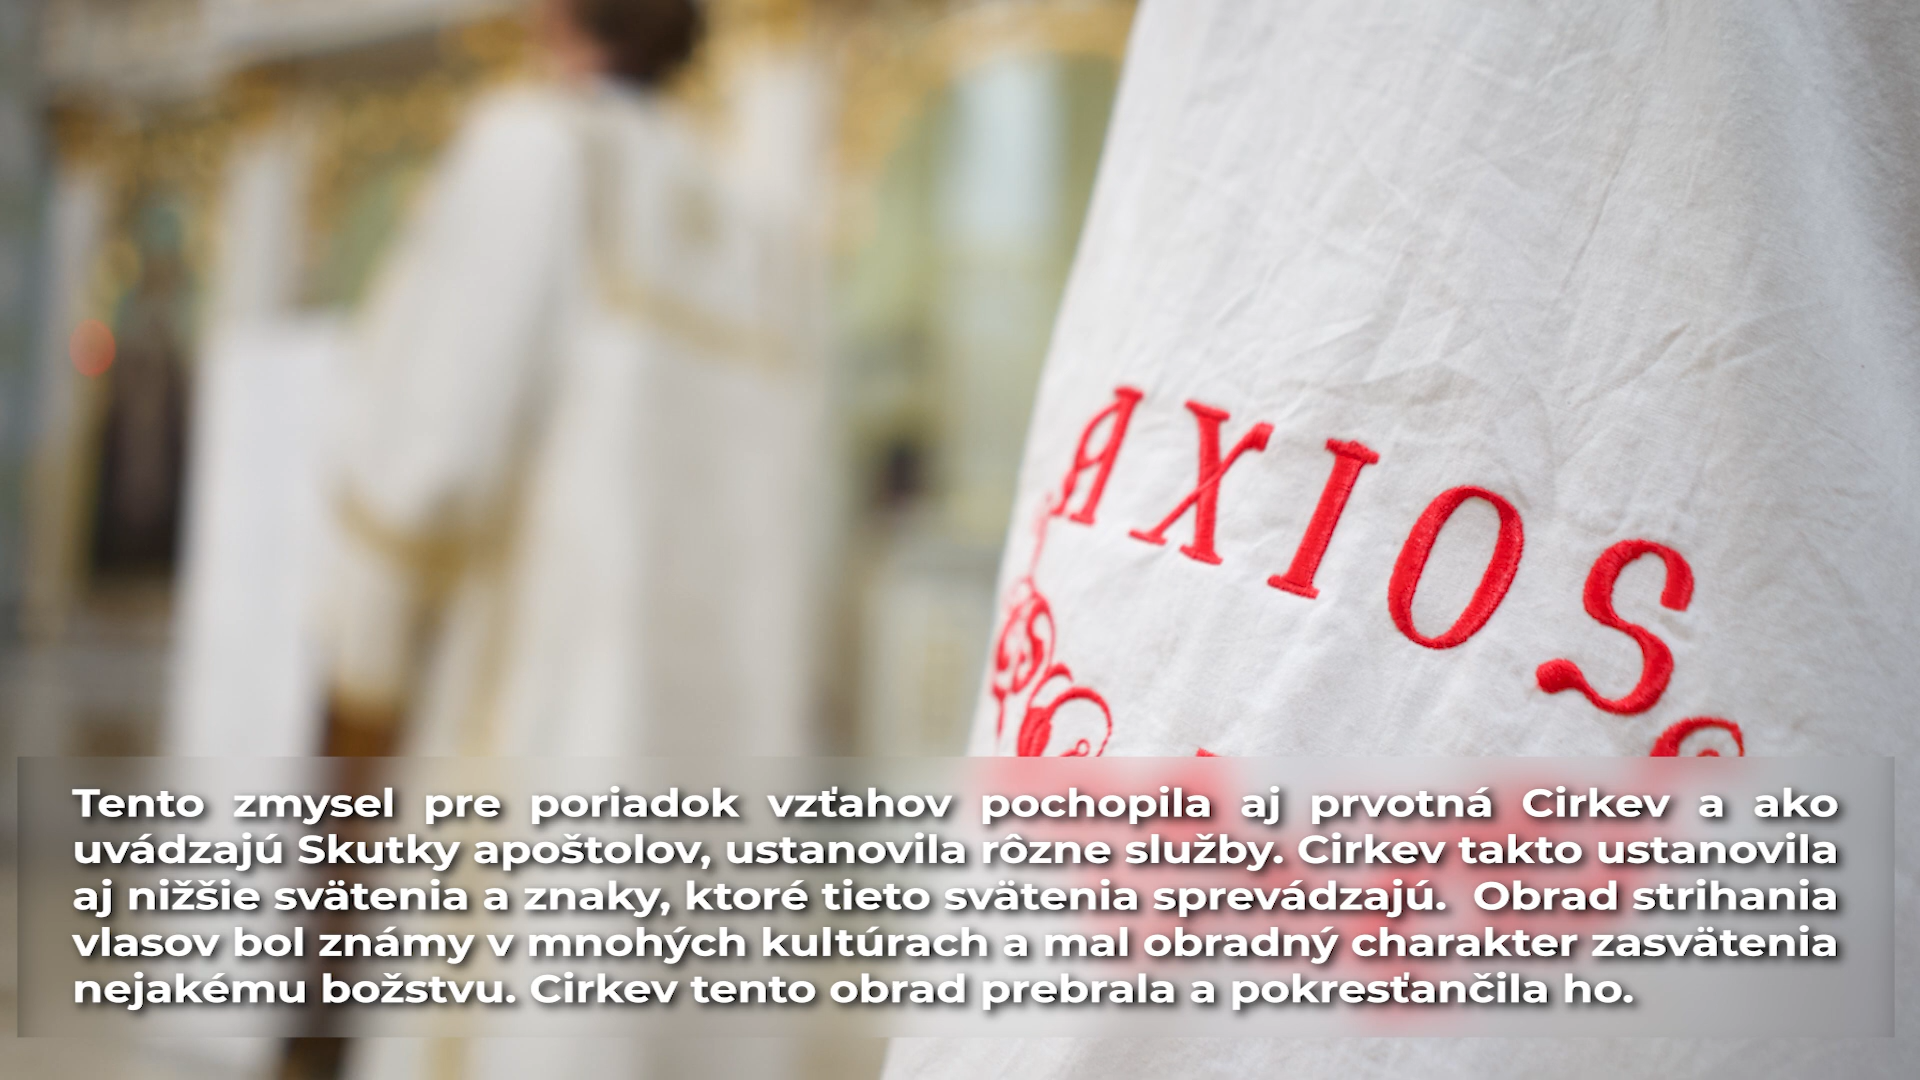 AXIOS
Tento zmysel pre poriadok vzťahov pochopila aj prvotná Cirkev a ako
uvádzajú Skutky apoštolov, ustanovila rôzne služby. Cirkev takto ustanovila
aj nižšie svätenia a znaky, ktoré tieto svätenia sprevádzajú.  Obrad strihania
vlasov bol známy v mnohých kultúrach a mal obradný charakter zasvätenia
nejakému božstvu. Cirkev tento obrad prebrala a pokresťančila ho.